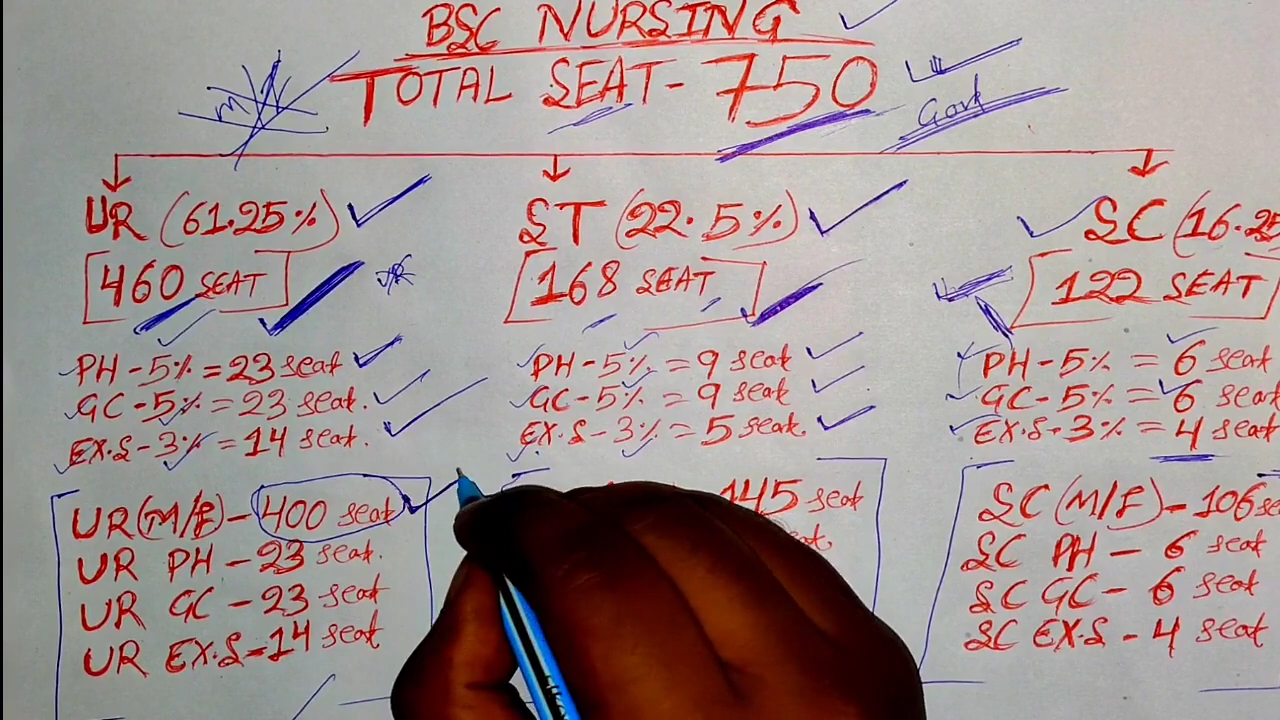 BSC NURSING
TOTAL SEAT- 750
Govt
UR (61.25%)
460 SEAT
PH-5% = 23 seat
GC-5% = 23 seat.
EX.S-3% = 14 seat.
UR(M/F)-400 seat
UR PH-23 seat.
UR GC-23 seat
UR EX.S-14 seat
ST (22.5%)
168 SEAT
PH-5% = 9 seat
GC-5% = 9 seat
EX.S-3% = 5 seat.
145 seat
seat
SC (16.25
122 SEAT
PH-5% = 6 seat
GC-5% = 6 seat
EX.S-3% = 4 seat
SC (M/F)-106 se
SC PH - 6 seat
SC GC- 6 seat
SC EX.S - 4 seat